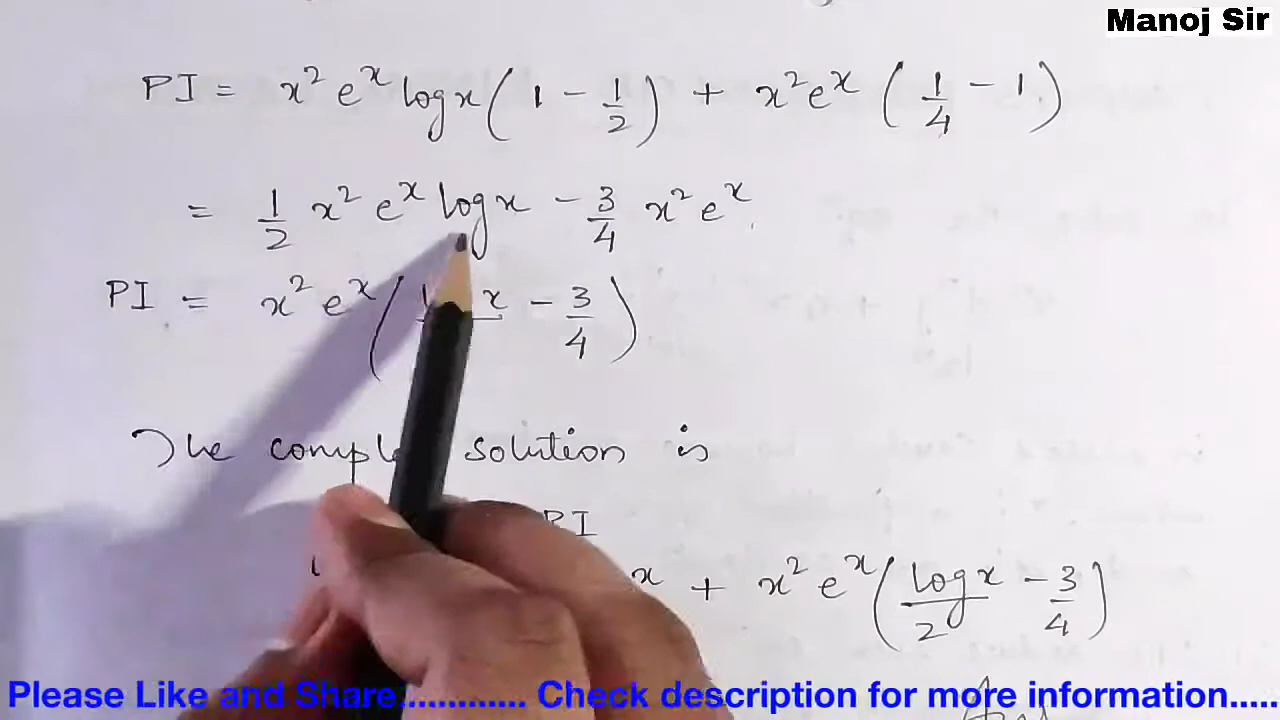 Manoj Sir
PI = x² eˣ log x (1 - 1/2) + x² eˣ (1/4 - 1)
= 1/2 x² eˣ log x - 3/4 x² eˣ.
PI = x² eˣ ( x - 3/4 )
The solution is
PI
x + x² eˣ ( log x / 2 - 3/4 )
Please Like and Share............. Check description for more information.....